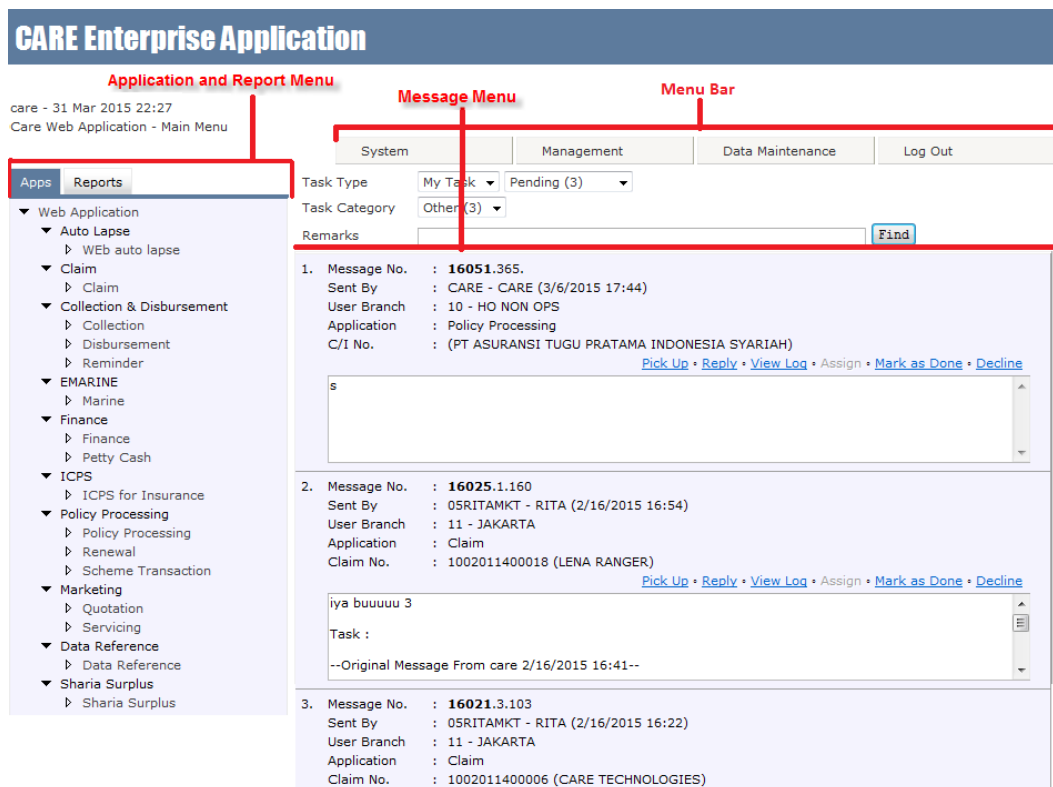 CARE Enterprise Application
Application and Report Menu
Message Menu
Menu Bar
care - 31 Mar 2015 22:27
Care Web Application - Main Menu
System Management Data Maintenance Log Out
Apps Reports
Web Application
Auto Lapse
WEb auto lapse
Claim
Claim
Collection & Disbursement
Collection
Disbursement
Reminder
EMARINE
Marine
Finance
Finance
Petty Cash
ICPS
ICPS for Insurance
Policy Processing
Policy Processing
Renewal
Scheme Transaction
Marketing
Quotation
Servicing
Data Reference
Data Reference
Sharia Surplus
Sharia Surplus
Task Type My Task Pending (3)
Task Category Other (3)
Remarks Find
1. Message No. : 16051.365.
Sent By : CARE - CARE (3/6/2015 17:44)
User Branch : 10 - HO NON OPS
Application : Policy Processing
C/I No. : (PT ASURANSI TUGU PRATAMA INDONESIA SYARIAH)
Pick Up • Reply • View Log • Assign • Mark as Done • Decline
s
2. Message No. : 16025.1.160
Sent By : 05RITAMKT - RITA (2/16/2015 16:54)
User Branch : 11 - JAKARTA
Application : Claim
Claim No. : 1002011400018 (LENA RANGER)
Pick Up • Reply • View Log • Assign • Mark as Done • Decline
iya buuuuu 3
Task :
--Original Message From care 2/16/2015 16:41--
3. Message No. : 16021.3.103
Sent By : 05RITAMKT - RITA (2/16/2015 16:22)
User Branch : 11 - JAKARTA
Application : Claim
Claim No. : 1002011400006 (CARE TECHNOLOGIES)